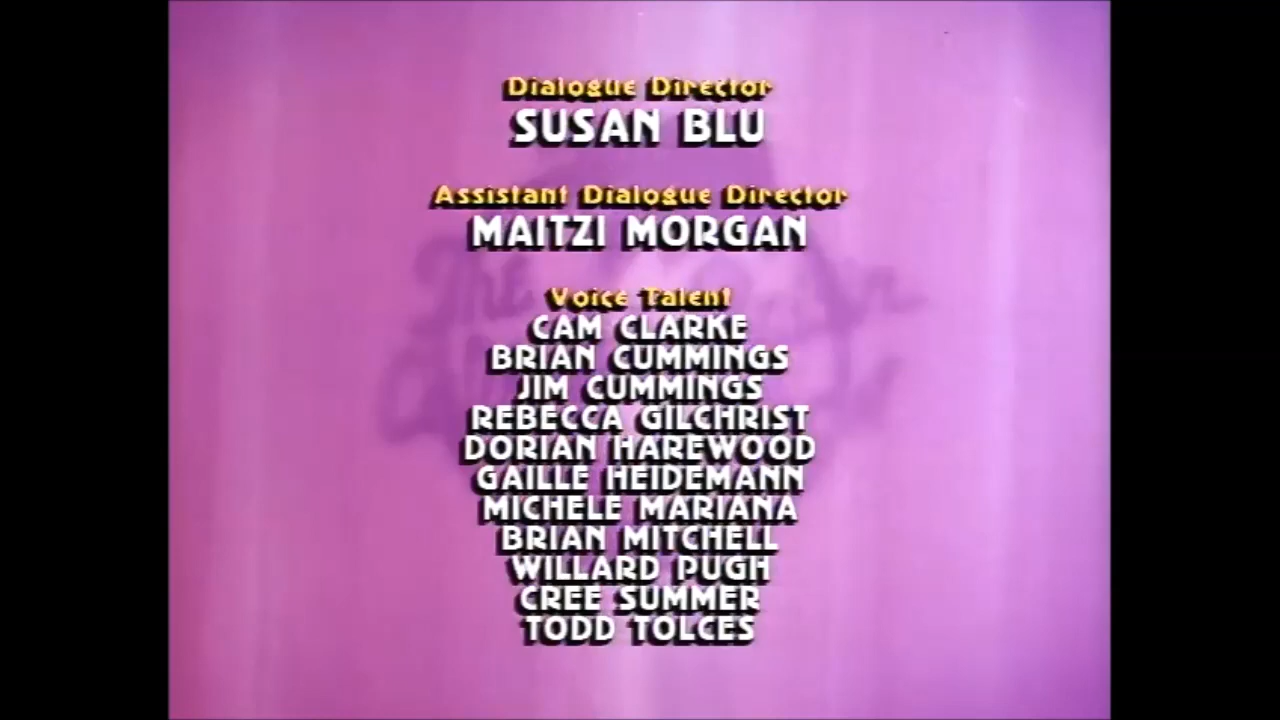 Dialogue Director
SUSAN BLU
Assistant Dialogue Director
MAITZI MORGAN
Voice Talent
CAM CLARKE
BRIAN CUMMINGS
JIM CUMMINGS
REBECCA GILCHRIST
DORIAN HAREWOOD
GAILLE HEIDEMANN
MICHELE MARIANA
BRIAN MITCHELL
WILLARD PUGH
CREE SUMMER
TODD TOLCES
The